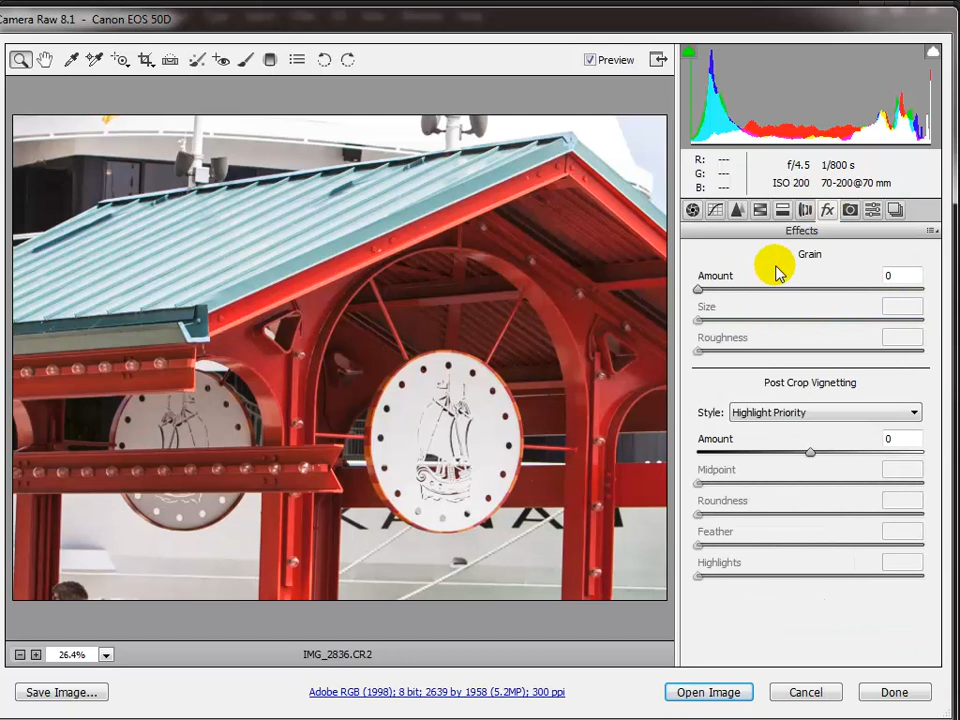 Camera Raw 8.1 - Canon EOS 50D
Preview
R: ---
G: ---
B: ---
f/4.5 1/800 s
ISO 200 70-200@70 mm
fx
Effects
Grain
Amount 0
Size
Roughness
Post Crop Vignetting
Style: Highlight Priority
Amount 0
Midpoint
Roundness
Feather
Highlights
26.4%
IMG_2836.CR2
Save Image...
Adobe RGB (1998); 8 bit; 2639 by 1958 (5.2MP); 300 ppi
Open Image
Cancel
Done